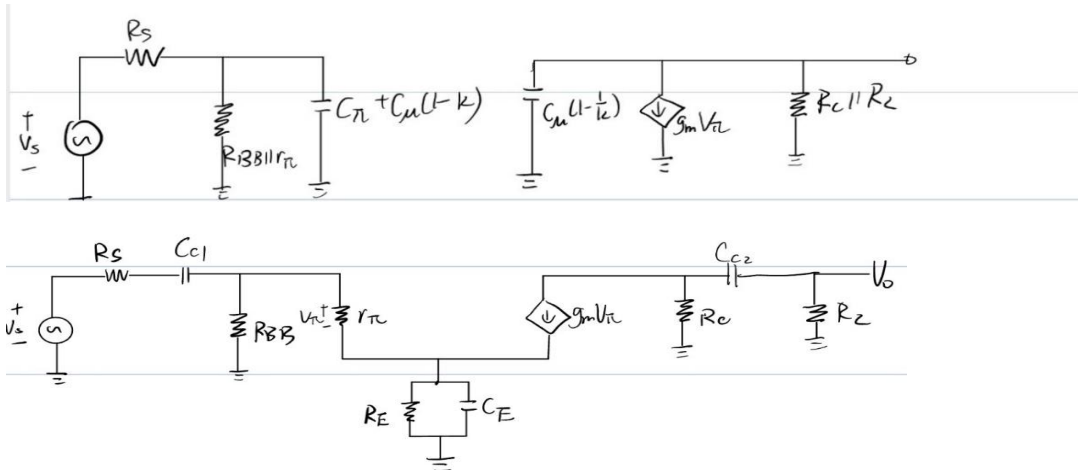 Rs
+
Vs
-
RBB||rπ
Cπ+Cμ(1-k)
Cμ(1-1/k)
gmVπ
Rc||RL
Rs
Cc1
+
Vs
-
RBB
Vπ
+
-
rπ
gmVπ
Rc
Cc2
RL
Vo
RE
CE